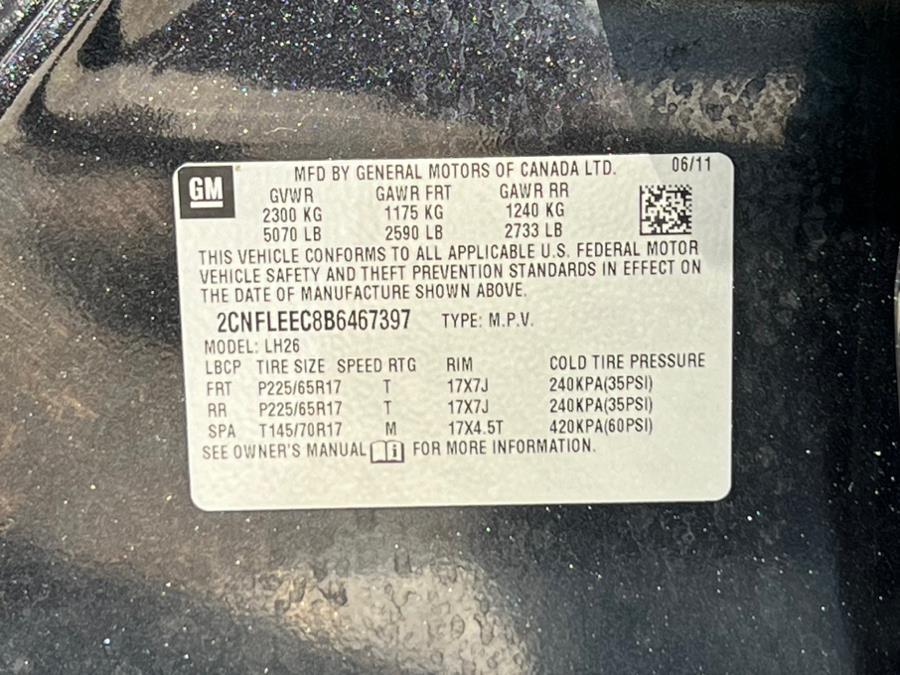 GM
MFD BY GENERAL MOTORS OF CANADA LTD. 06/11
GVWR GAWR FRT GAWR RR
2300 KG 1175 KG 1240 KG
5070 LB 2590 LB 2733 LB
THIS VEHICLE CONFORMS TO ALL APPLICABLE U.S. FEDERAL MOTOR
VEHICLE SAFETY AND THEFT PREVENTION STANDARDS IN EFFECT ON
THE DATE OF MANUFACTURE SHOWN ABOVE.
2CNFLEEC8B6467397 TYPE: M.P.V.
MODEL: LH26
LBCP TIRE SIZE SPEED RTG RIM COLD TIRE PRESSURE
FRT P225/65R17 T 17X7J 240KPA(35PSI)
RR P225/65R17 T 17X7J 240KPA(35PSI)
SPA T145/70R17 M 17X4.5T 420KPA(60PSI)
SEE OWNER'S MANUAL i FOR MORE INFORMATION.